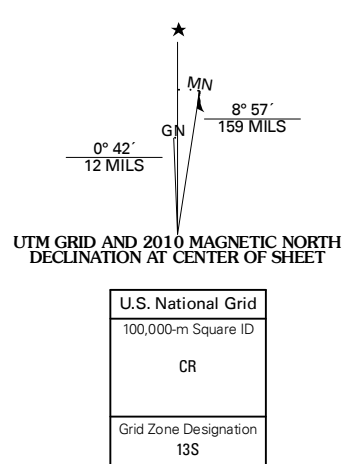 MN
8° 57´
159 MILS
GN
0° 42´
12 MILS
UTM GRID AND 2010 MAGNETIC NORTH
DECLINATION AT CENTER OF SHEET
U.S. National Grid
100,000-m Square ID
CR
Grid Zone Designation
13S